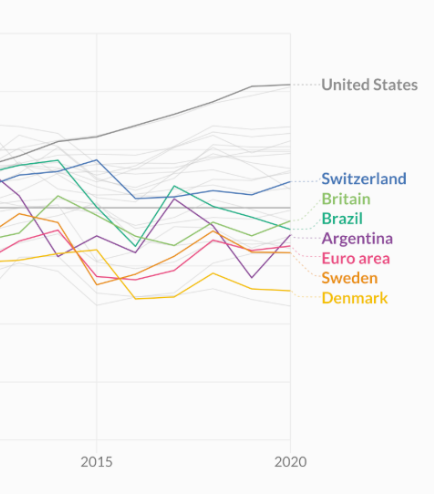 United States
Switzerland
Britain
Brazil
Argentina
Euro area
Sweden
Denmark
2015 2020